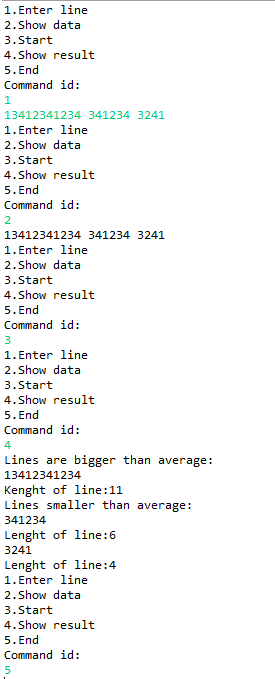 1.Enter line
2.Show data
3.Start
4.Show result
5.End
Command id:
1
13412341234 341234 3241
1.Enter line
2.Show data
3.Start
4.Show result
5.End
Command id:
2
13412341234 341234 3241
1.Enter line
2.Show data
3.Start
4.Show result
5.End
Command id:
3
1.Enter line
2.Show data
3.Start
4.Show result
5.End
Command id:
4
Lines are bigger than average:
13412341234
Kenght of line:11
Lines smaller than average:
341234
Lenght of line:6
3241
Lenght of line:4
1.Enter line
2.Show data
3.Start
4.Show result
5.End
Command id:
5